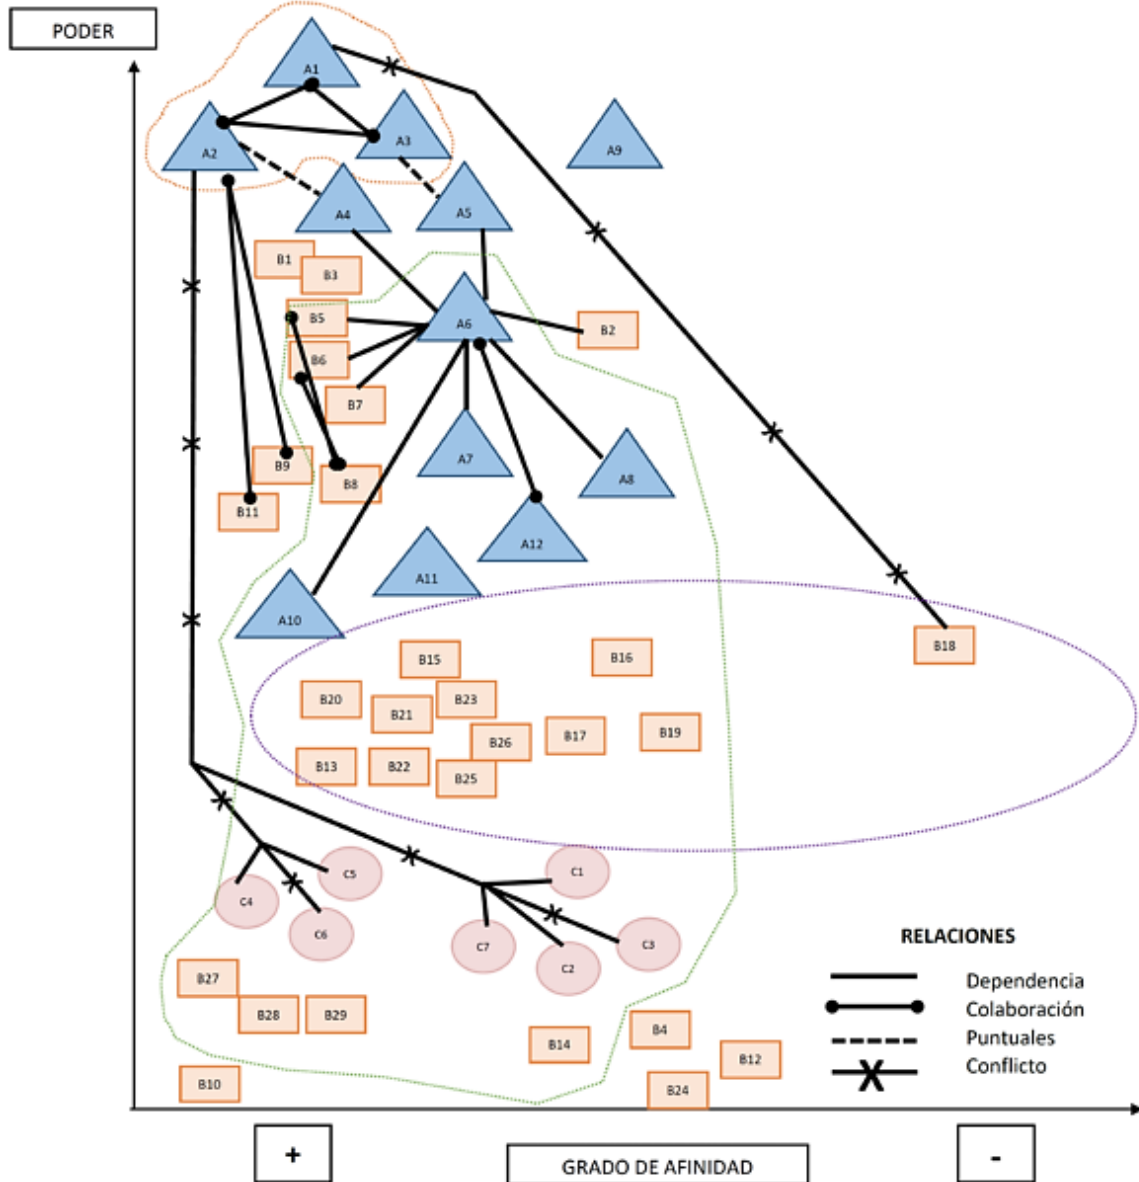 PODER
A1
A2
A3
A9
A4
A5
B1
B3
B5
A6
B2
B6
B7
A7
A8
B9
B8
B11
A12
A11
A10
B18
B15
B16
B20
B21
B23
B26
B17
B19
B13
B22
B25
C5
C1
C4
C6
C7
C2
C3
RELACIONES
Dependencia
Colaboración
Puntuales
Conflicto
X
B27
B28
B29
B14
B4
B12
B10
B24
+
GRADO DE AFINIDAD
-